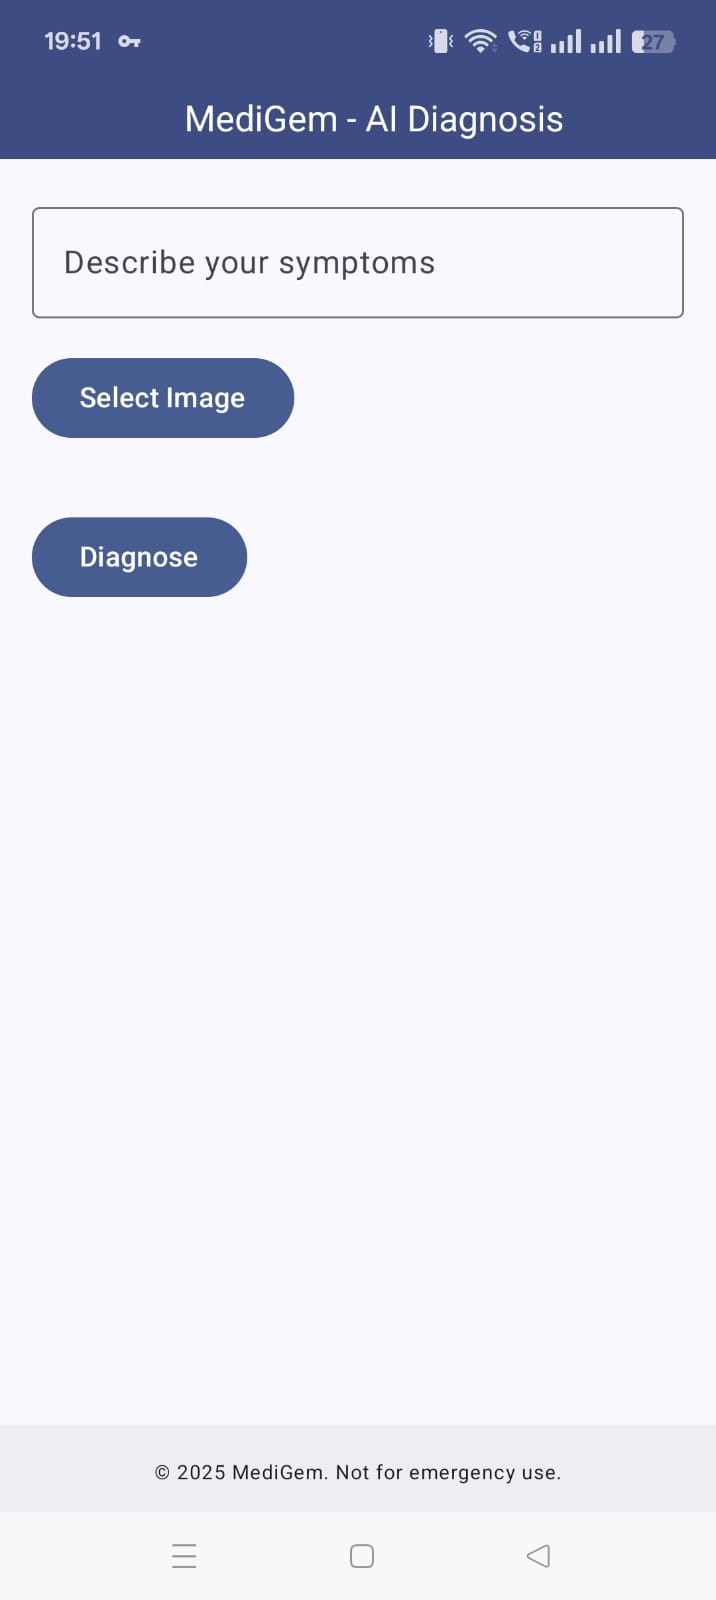 19:51
27
MediGem - AI Diagnosis
Describe your symptoms
Select Image
Diagnose
© 2025 MediGem. Not for emergency use.